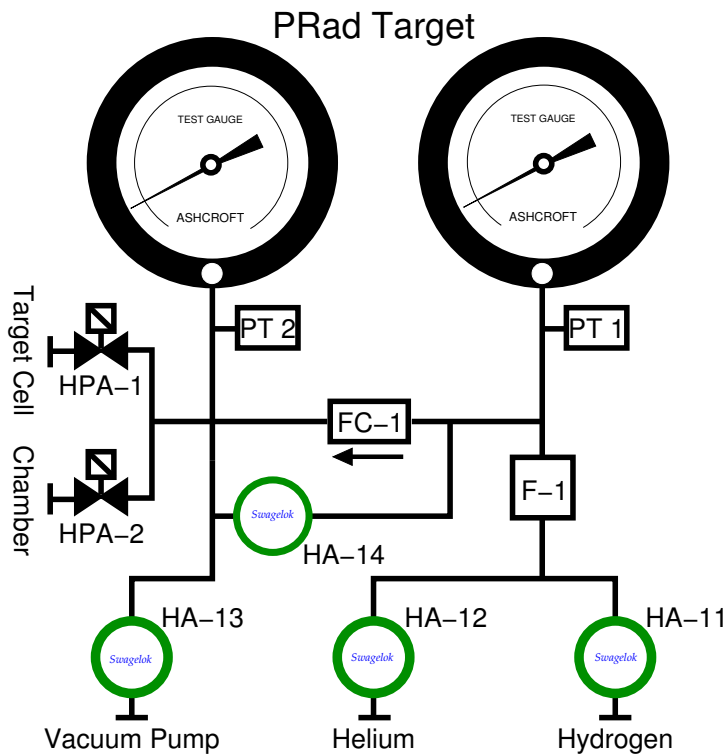 PRad Target
TEST GAUGE
ASHCROFT
TEST GAUGE
ASHCROFT
PT 2
PT 1
Target Cell
HPA−1
FC−1
Chamber
HPA−2
F−1
Swagelok
HA−14
HA−13
HA−12
HA−11
Swagelok
Swagelok
Swagelok
Vacuum Pump
Helium
Hydrogen